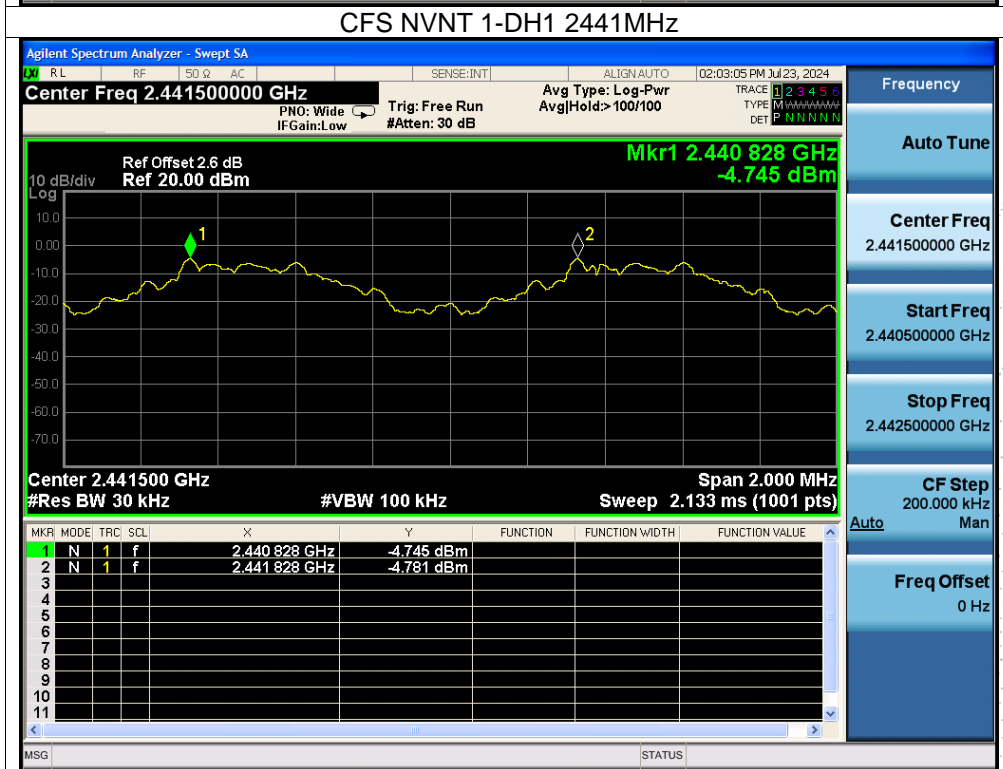 CFS NVNT 1-DH1 2441MHz
Agilent Spectrum Analyzer - Swept SA
LXI RL RF 50 Ω AC SENSE:INT ALIGN AUTO 02:03:05 PM Jul 23, 2024
Center Freq 2.441500000 GHz
PNO: Wide
IFGain:Low
Trig: Free Run
#Atten: 30 dB
Avg Type: Log-Pwr
Avg|Hold:>100/100
TRACE 1 2 3 4 5 6
TYPE M WWWWW
DET P N N N N N
Frequency
Auto Tune
Center Freq
2.441500000 GHz
Start Freq
2.440500000 GHz
Stop Freq
2.442500000 GHz
CF Step
200.000 kHz
Auto Man
Freq Offset
0 Hz
Mkr1 2.440 828 GHz
-4.745 dBm
Ref Offset 2.6 dB
10 dB/div Ref 20.00 dBm
Log
10.0
0.00
-10.0
-20.0
-30.0
-40.0
-50.0
-60.0
-70.0
1
2
Center 2.441500 GHz Span 2.000 MHz
#Res BW 30 kHz #VBW 100 kHz Sweep 2.133 ms (1001 pts)
MKR MODE TRC SCL X Y FUNCTION FUNCTION WIDTH FUNCTION VALUE
1 N 1 f 2.440 828 GHz -4.745 dBm
2 N 1 f 2.441 828 GHz -4.781 dBm
3
4
5
6
7
8
9
10
11
MSG STATUS